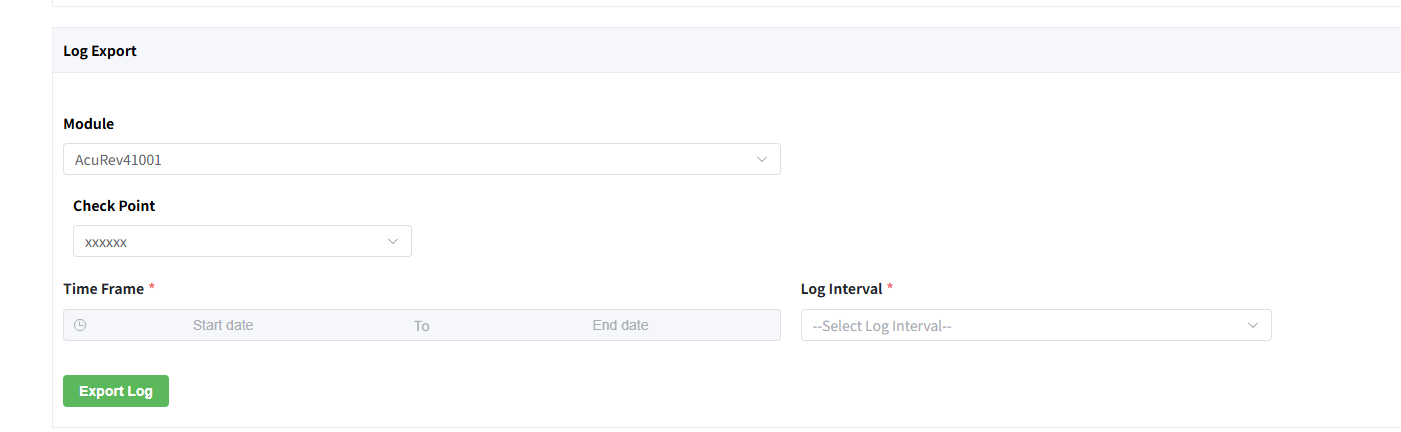 Log Export
Module
AcuRev41001
Check Point
xxxxxx
Time Frame *
Log Interval *
Start date To End date
--Select Log Interval--
Export Log